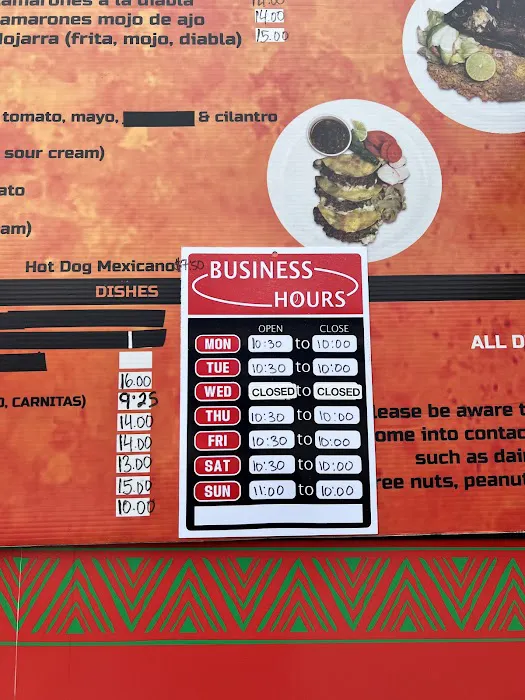 amarones a la diabla 14.00
amarones mojo de ajo 14.00
Mojarra (frita, mojo, diabla) 15.00
tomato, mayo, & cilantro
sour cream)
ato
am)
Hot Dog Mexicano $7.50
DISHES
16.00
, CARNITAS) 9.25
14.00
14.00
13.00
15.00
10.00
BUSINESS
HOURS
OPEN CLOSE
MON 10:30 to 10:00
TUE 10:30 to 10:00
WED CLOSED to CLOSED
THU 10:30 to 10:00
FRI 10:30 to 10:00
SAT 10:30 to 10:00
SUN 11:00 to 10:00
ALL D
lease be aware t
ome into contac
such as dai
ree nuts, peanut